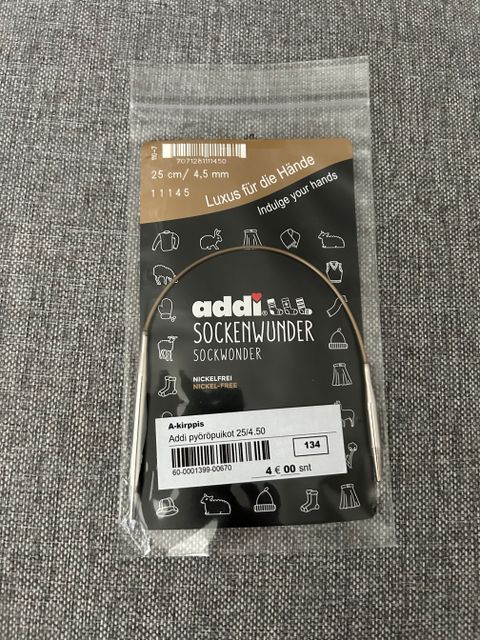 7071281111450
25 cm/ 4,5 mm
11145
Luxus für die Hände
Indulge your hands
addi
SOCKENWUNDER
SOCKWONDER
NICKELFREI
NICKEL-FREE
A-kirppis
Addi pyöröpuikot 25/4.50
134
60-0001399-00670
4 € 00 snt